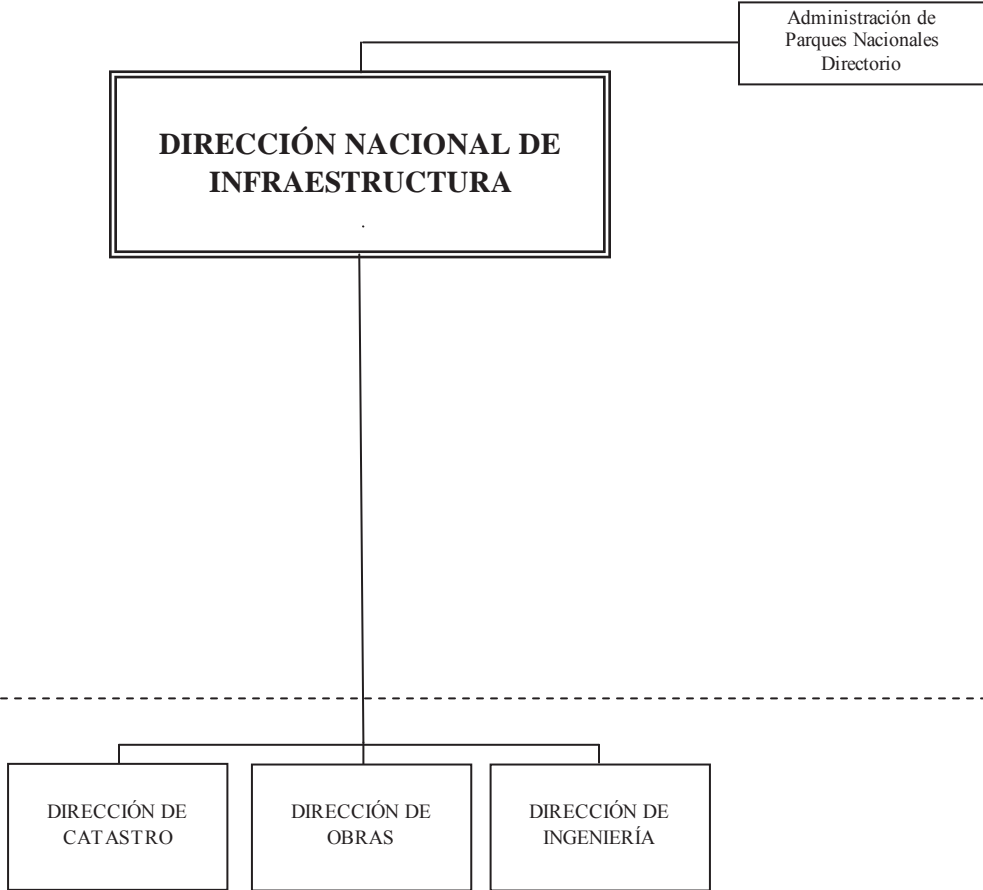 Administración de
Parques Nacionales
Directorio
DIRECCIÓN NACIONAL DE
INFRAESTRUCTURA
.
DIRECCIÓN DE
CATASTRO
DIRECCIÓN DE
OBRAS
DIRECCIÓN DE
INGENIERÍA